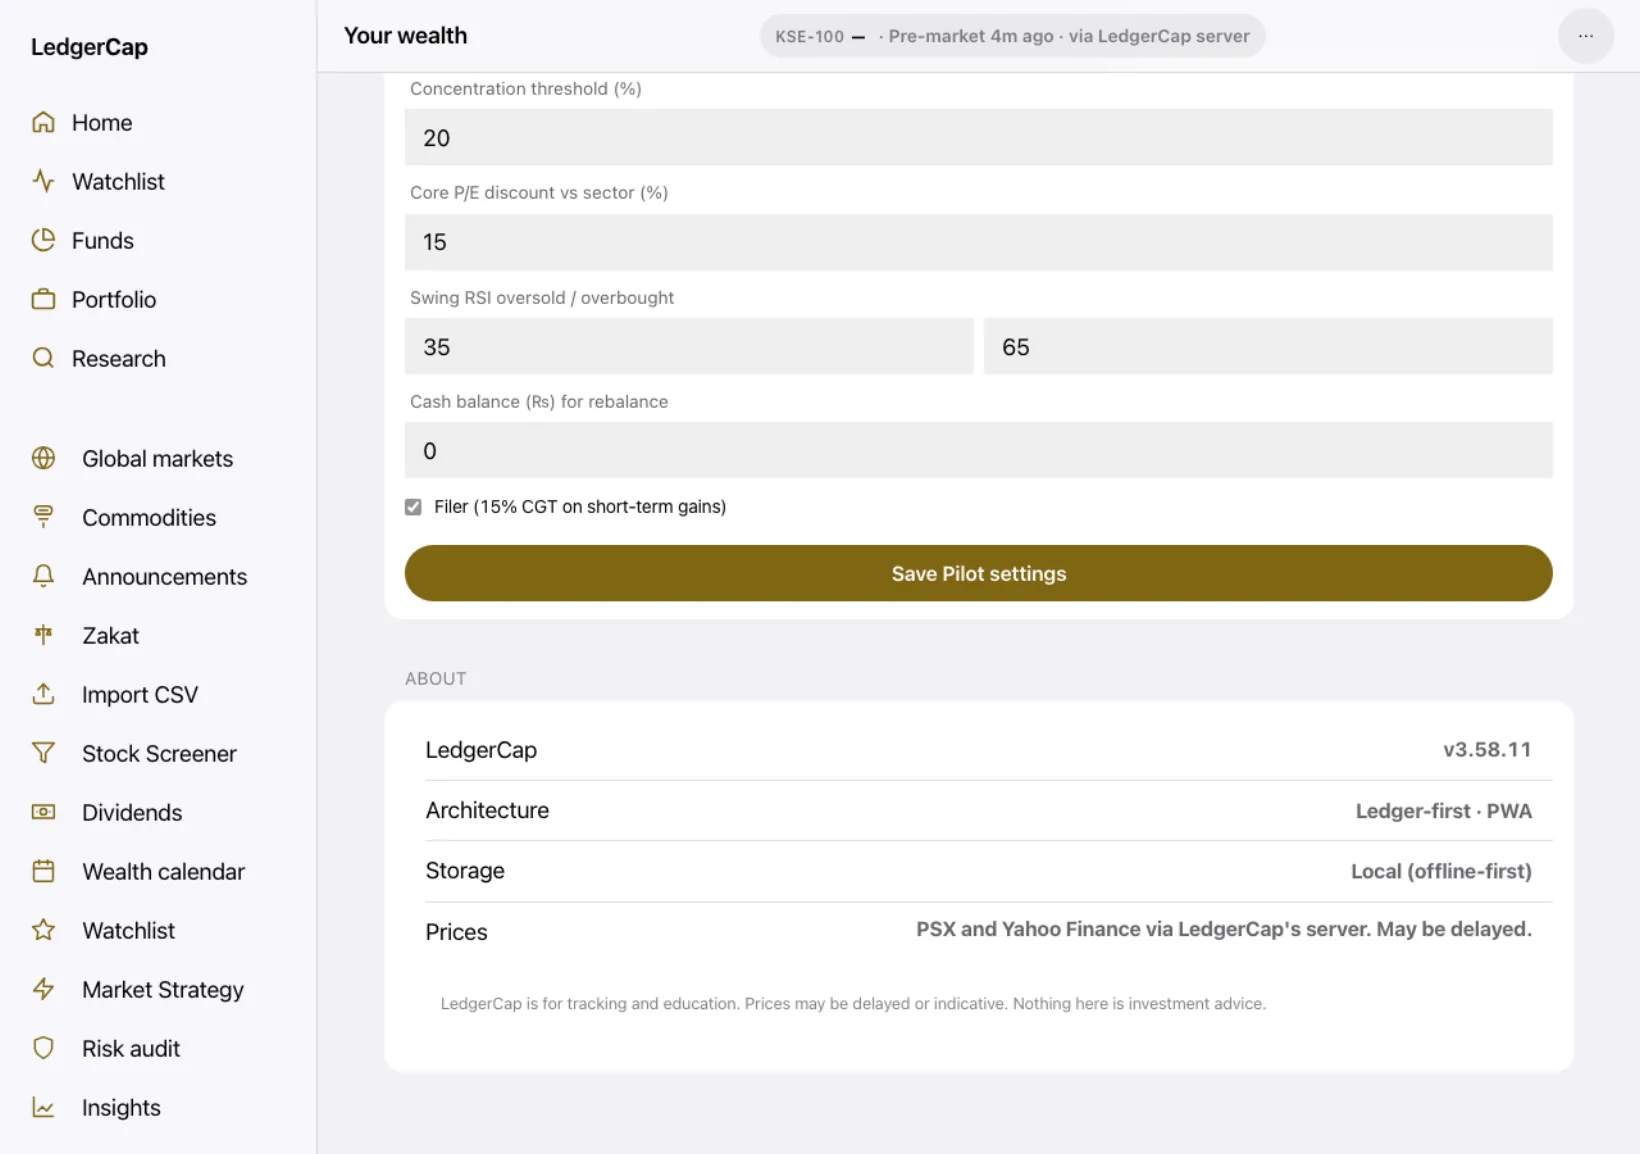 LedgerCap
Home
Watchlist
Funds
Portfolio
Research
Global markets
Commodities
Announcements
Zakat
Import CSV
Stock Screener
Dividends
Wealth calendar
Watchlist
Market Strategy
Risk audit
Insights
Your wealth
KSE-100 — · Pre-market 4m ago · via LedgerCap server
...
Concentration threshold (%)
20
Core P/E discount vs sector (%)
15
Swing RSI oversold / overbought
35 65
Cash balance (₨) for rebalance
0
Filer (15% CGT on short-term gains)
Save Pilot settings
ABOUT
LedgerCap v3.58.11
Architecture Ledger-first · PWA
Storage Local (offline-first)
Prices PSX and Yahoo Finance via LedgerCap's server. May be delayed.
LedgerCap is for tracking and education. Prices may be delayed or indicative. Nothing here is investment advice.